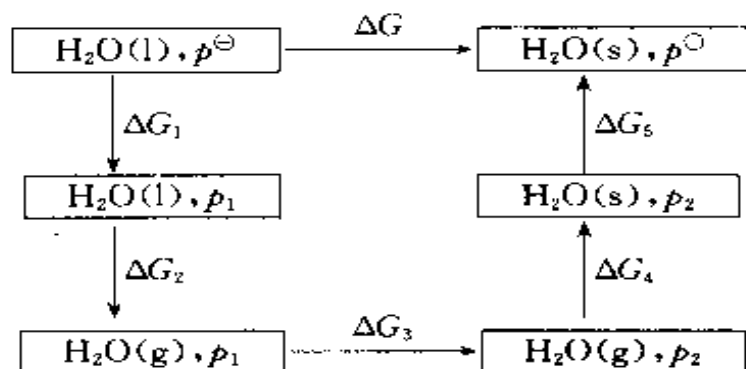 H₂O(l), p⊖ ΔG H₂O(s), p⊖
ΔG₁ ΔG₅
H₂O(l), p₁ H₂O(s), p₂
ΔG₂ ΔG₄
H₂O(g), p₁ ΔG₃ H₂O(g), p₂